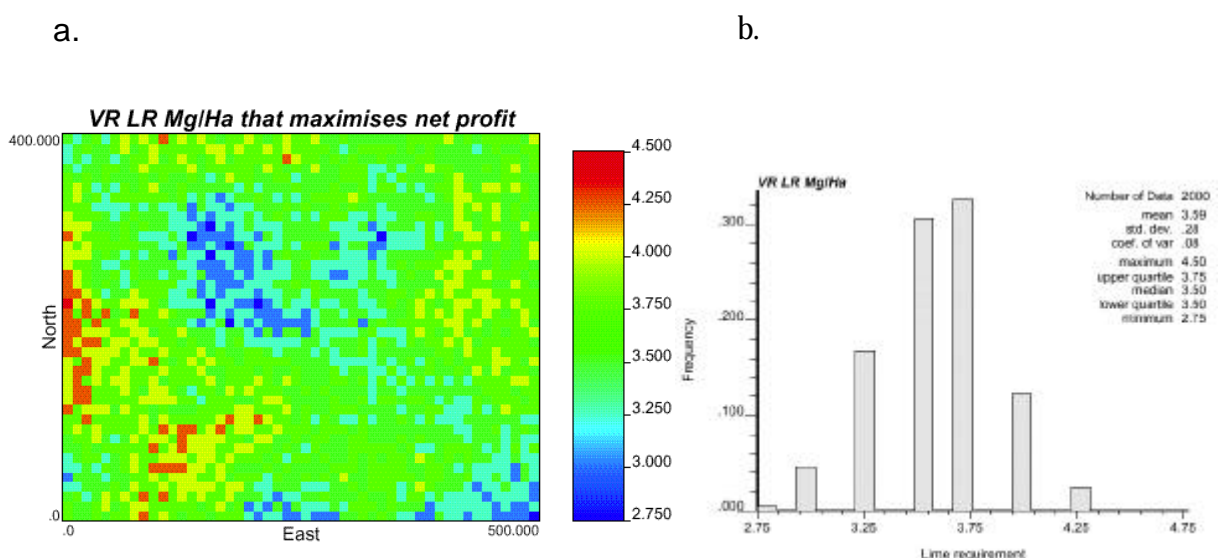 a.
b.
VR LR Mg/Ha that maximises net profit
400.000
North
.0
.0
East
500.000
4.500
4.250
4.000
3.750
3.500
3.250
3.000
2.750
VR LR Mg/Ha
Number of Data 2000
mean 3.59
std. dev. .28
coef. of var .08
maximum 4.50
upper quartile 3.75
median 3.50
lower quartile 3.50
minimum 2.75
Frequency
.300
.200
.100
.000
2.75
3.25
3.75
4.25
4.75
Lime requirement